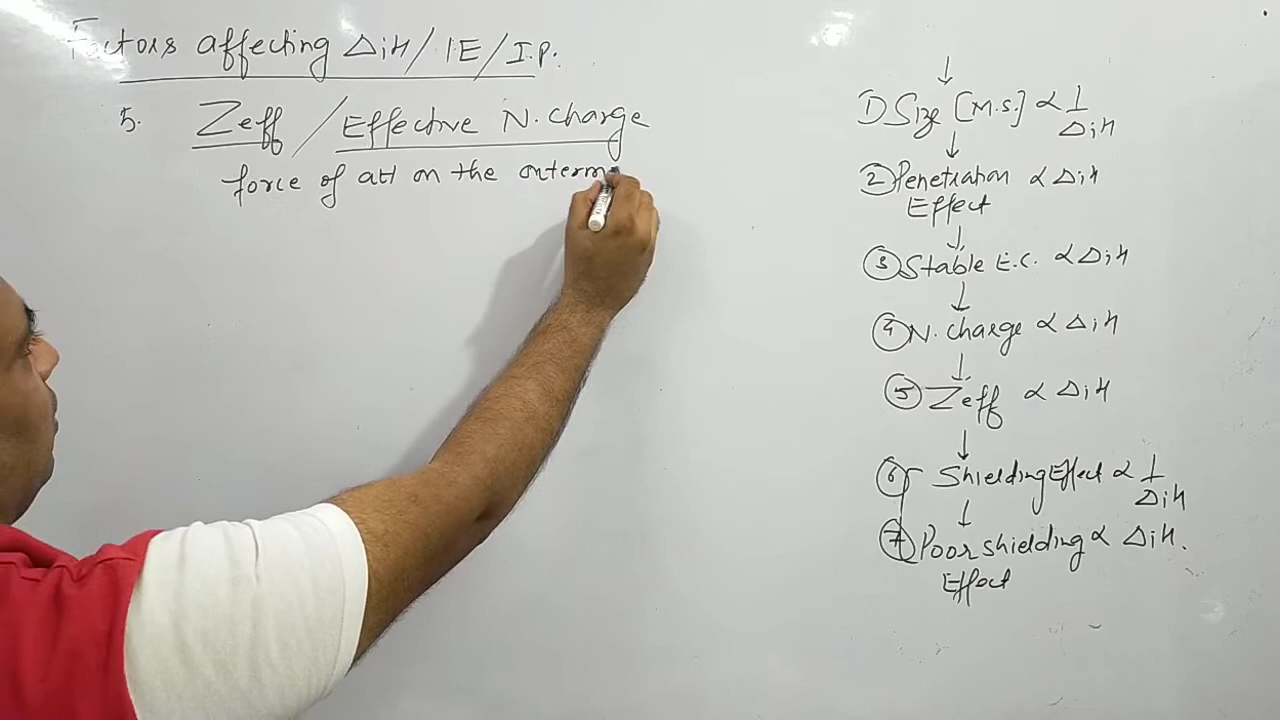 Factors affecting ΔiH/IE/I.P.
5. Zeff / Effective N. Charge
force of att on the outerm
↓
① Size [M.S.] ∝ 1/ΔiH
↓
② Penetration ∝ ΔiH
Effect
↓
③ Stable E.C. ∝ ΔiH
↓
④ N. charge ∝ ΔiH
↓
⑤ Zeff ∝ ΔiH
↓
⑥ Shielding Effect ∝ 1/ΔiH
↓
⑦ Poor shielding ∝ ΔiH.
Effect